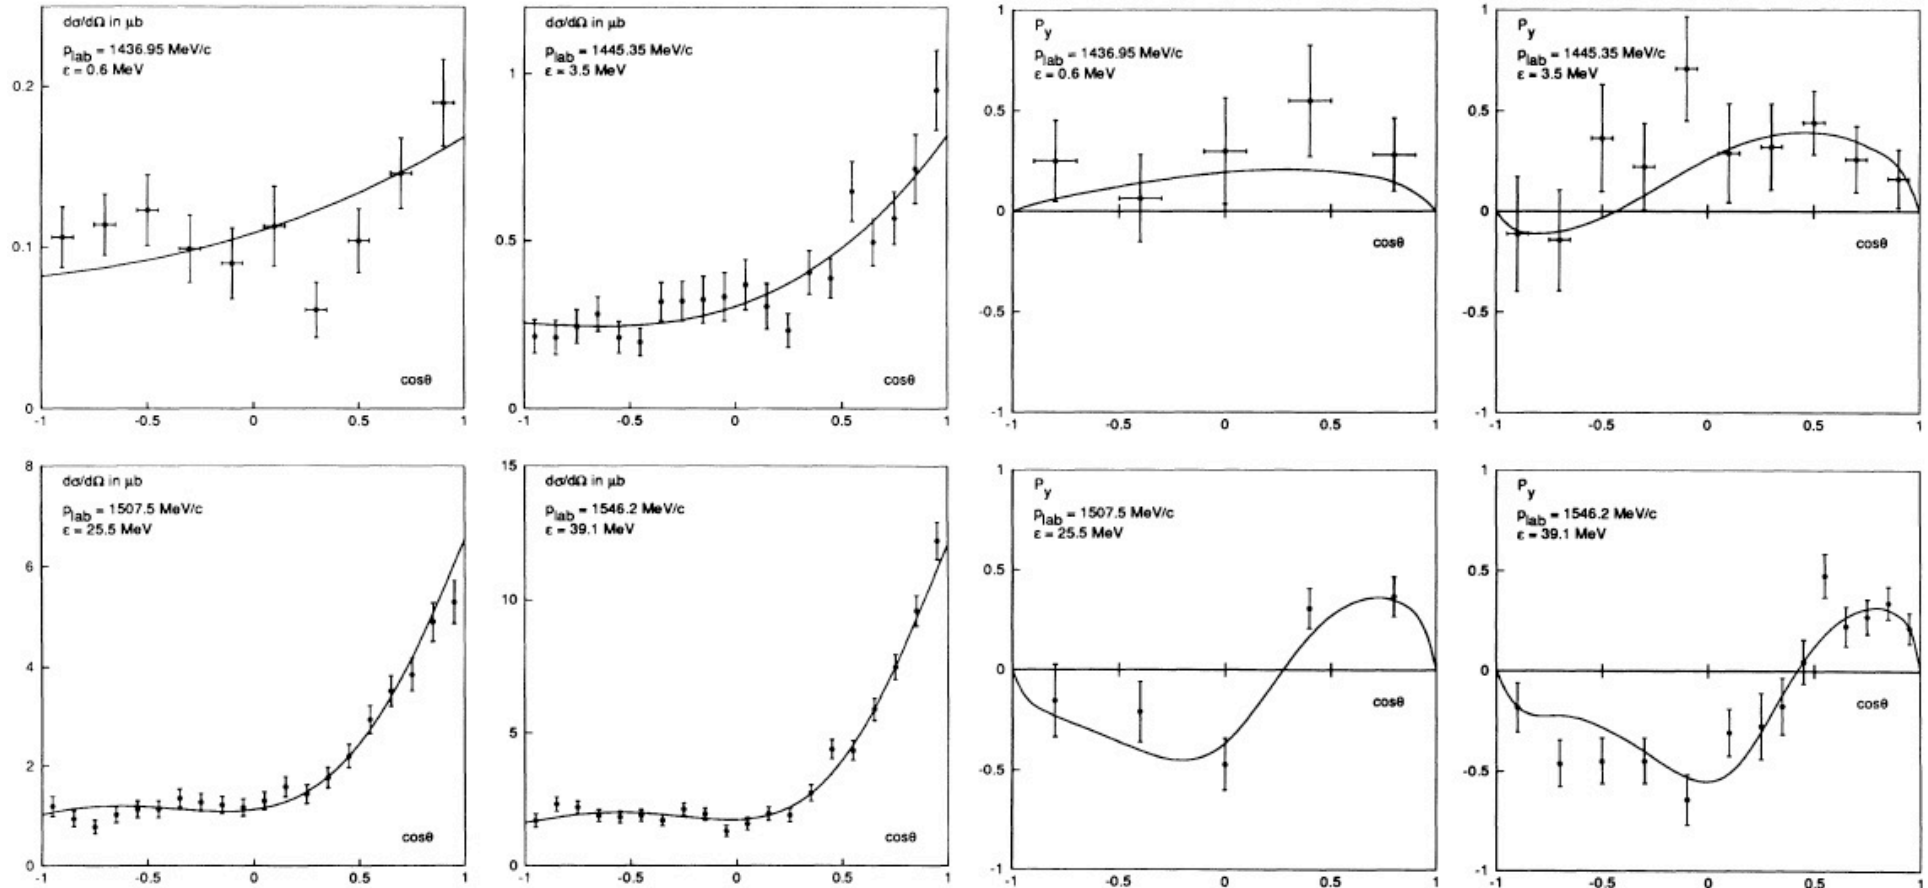 dσ/dΩ in μb
p_lab = 1436.95 MeV/c
ε = 0.6 MeV
0.2
0.1
0
-1 -0.5 0 0.5 1
cosθ
dσ/dΩ in μb
p_lab = 1445.35 MeV/c
ε = 3.5 MeV
1
0.5
0
-1 -0.5 0 0.5 1
cosθ
P_y
p_lab = 1436.95 MeV/c
ε = 0.6 MeV
1
0.5
0
-0.5
-1
-1 -0.5 0 0.5 1
cosθ
P_y
p_lab = 1445.35 MeV/c
ε = 3.5 MeV
1
0.5
0
-0.5
-1
-1 -0.5 0 0.5 1
cosθ
dσ/dΩ in μb
p_lab = 1507.5 MeV/c
ε = 25.5 MeV
8
6
4
2
0
-1 -0.5 0 0.5 1
cosθ
dσ/dΩ in μb
p_lab = 1546.2 MeV/c
ε = 39.1 MeV
15
10
5
0
-1 -0.5 0 0.5 1
cosθ
P_y
p_lab = 1507.5 MeV/c
ε = 25.5 MeV
1
0.5
0
-0.5
-1
-1 -0.5 0 0.5 1
cosθ
P_y
p_lab = 1546.2 MeV/c
ε = 39.1 MeV
1
0.5
0
-0.5
-1
-1 -0.5 0 0.5 1
cosθ